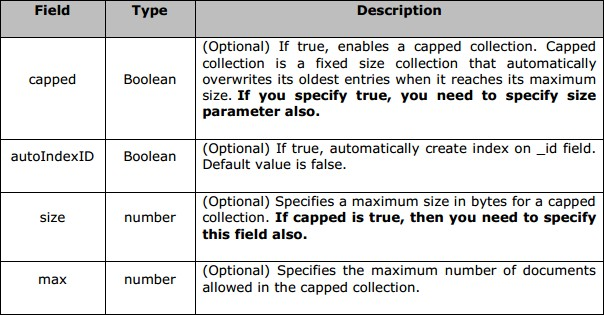 Field Type Description
(Optional) If true, enables a capped collection. Capped
collection is a fixed size collection that automatically
capped Boolean overwrites its oldest entries when it reaches its maximum
size. If you specify true, you need to specify size
parameter also.
autoIndexID Boolean (Optional) If true, automatically create index on _id field.
Default value is false.
(Optional) Specifies a maximum size in bytes for a capped
size number collection. If capped is true, then you need to specify
this field also.
max number (Optional) Specifies the maximum number of documents
allowed in the capped collection.